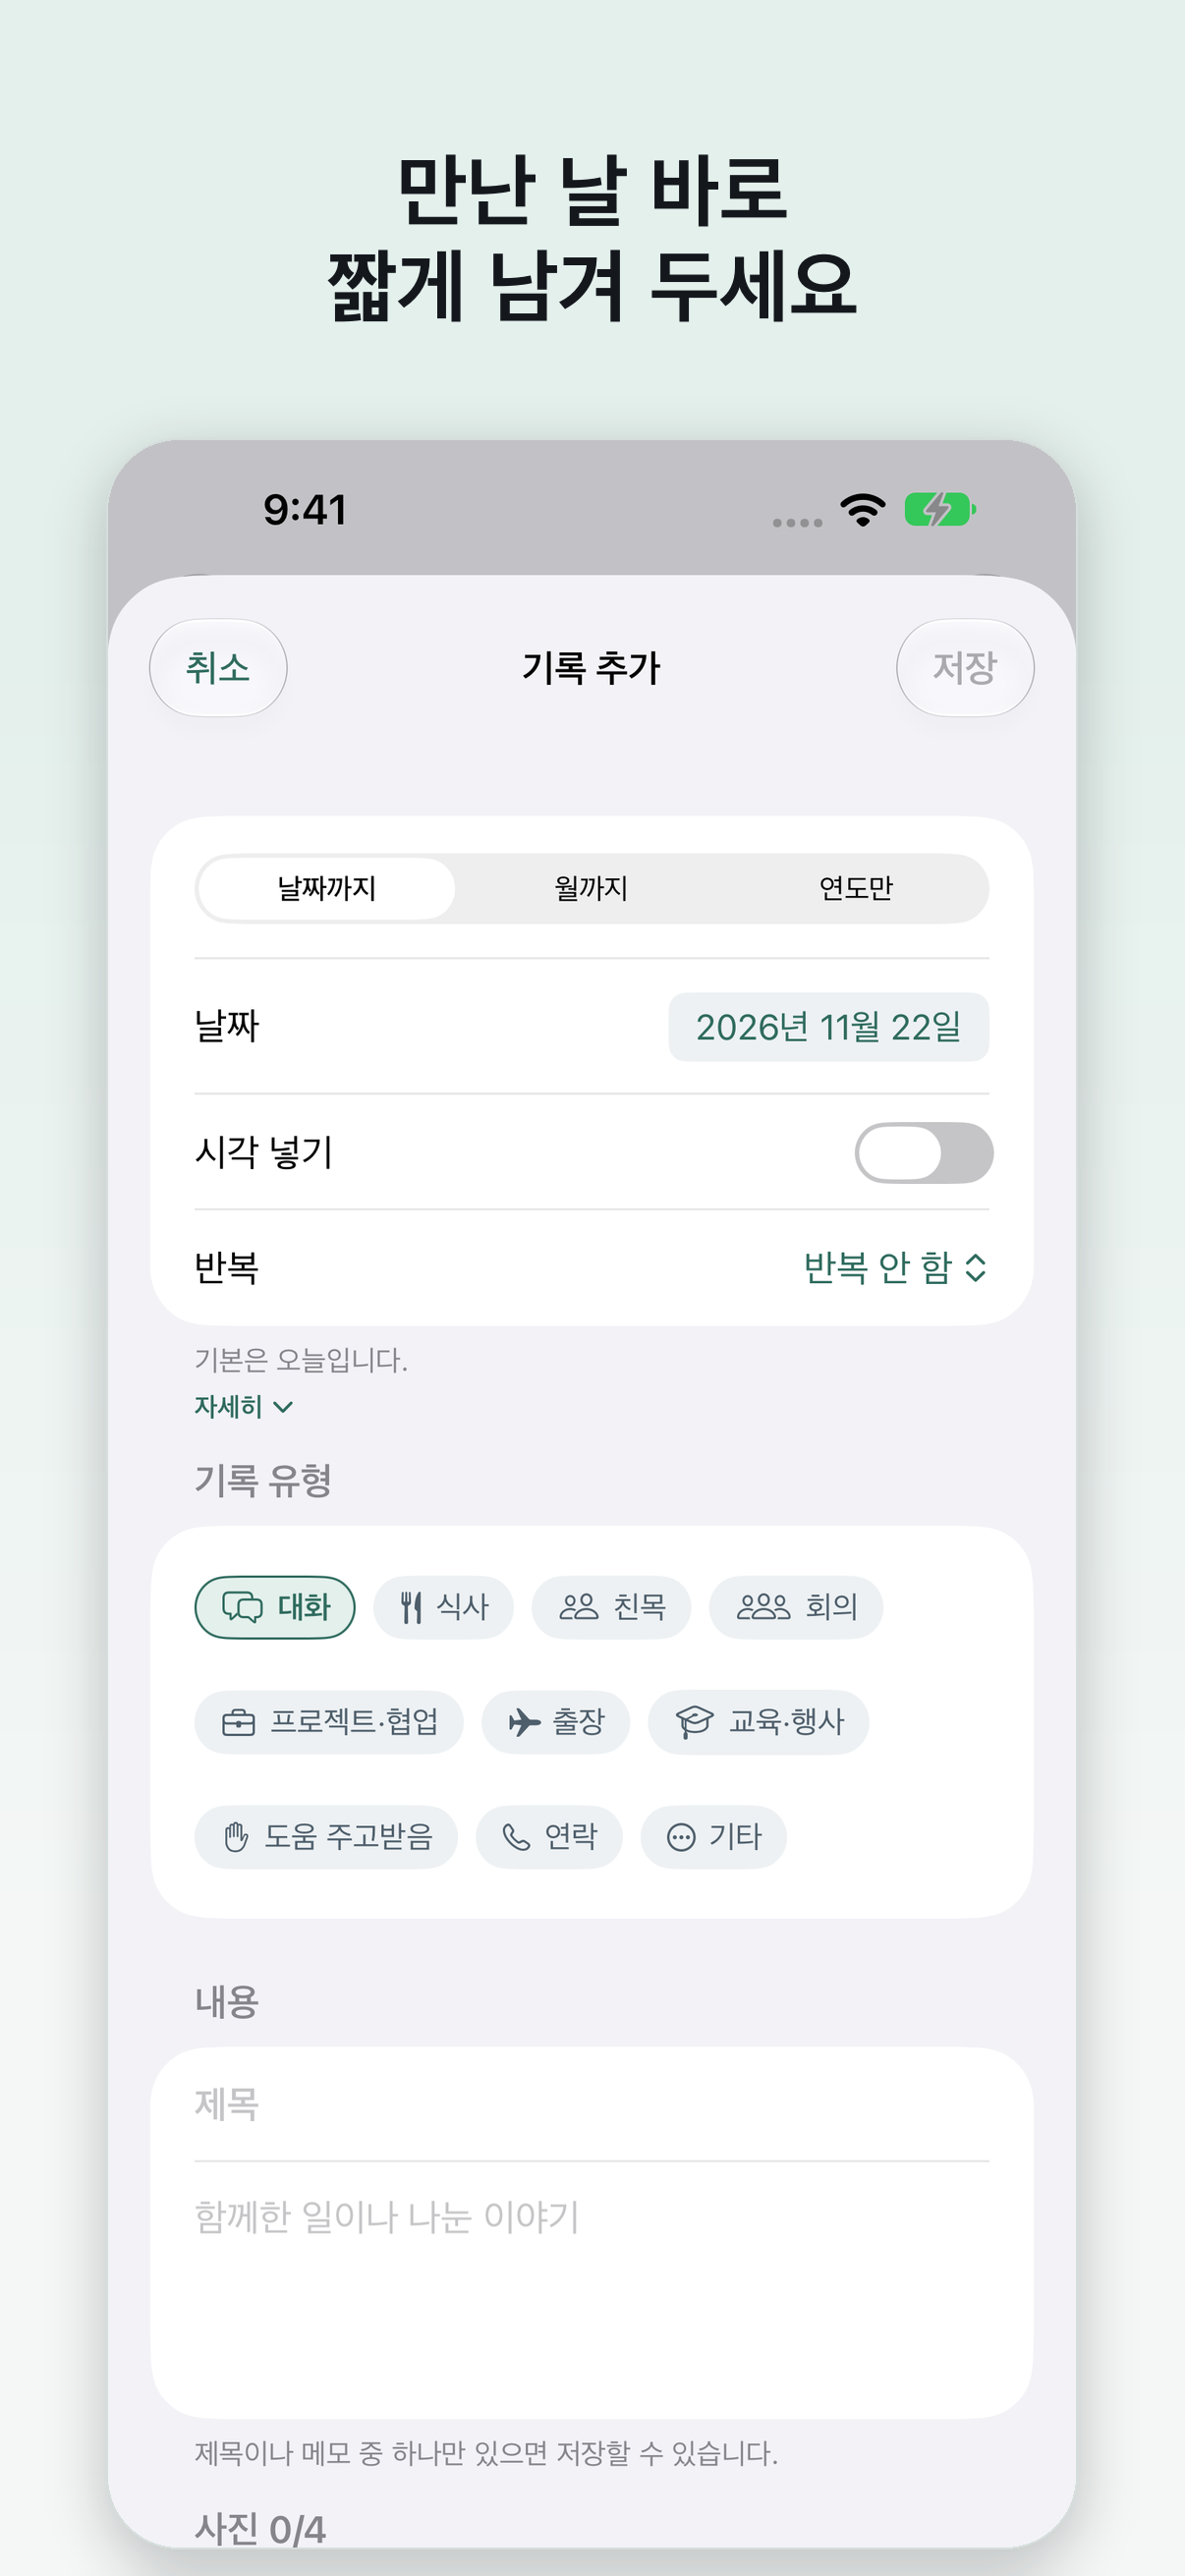 만난 날 바로
짧게 남겨 두세요
9:41
취소 기록 추가 저장
날짜까지 월까지 연도만
날짜 2026년 11월 22일
시각 넣기
반복 반복 안 함
기본은 오늘입니다.
자세히
기록 유형
대화 식사 친목 회의
프로젝트·협업 출장 교육·행사
도움 주고받음 연락 기타
내용
제목
함께한 일이나 나눈 이야기
제목이나 메모 중 하나만 있으면 저장할 수 있습니다.
사진 0/4